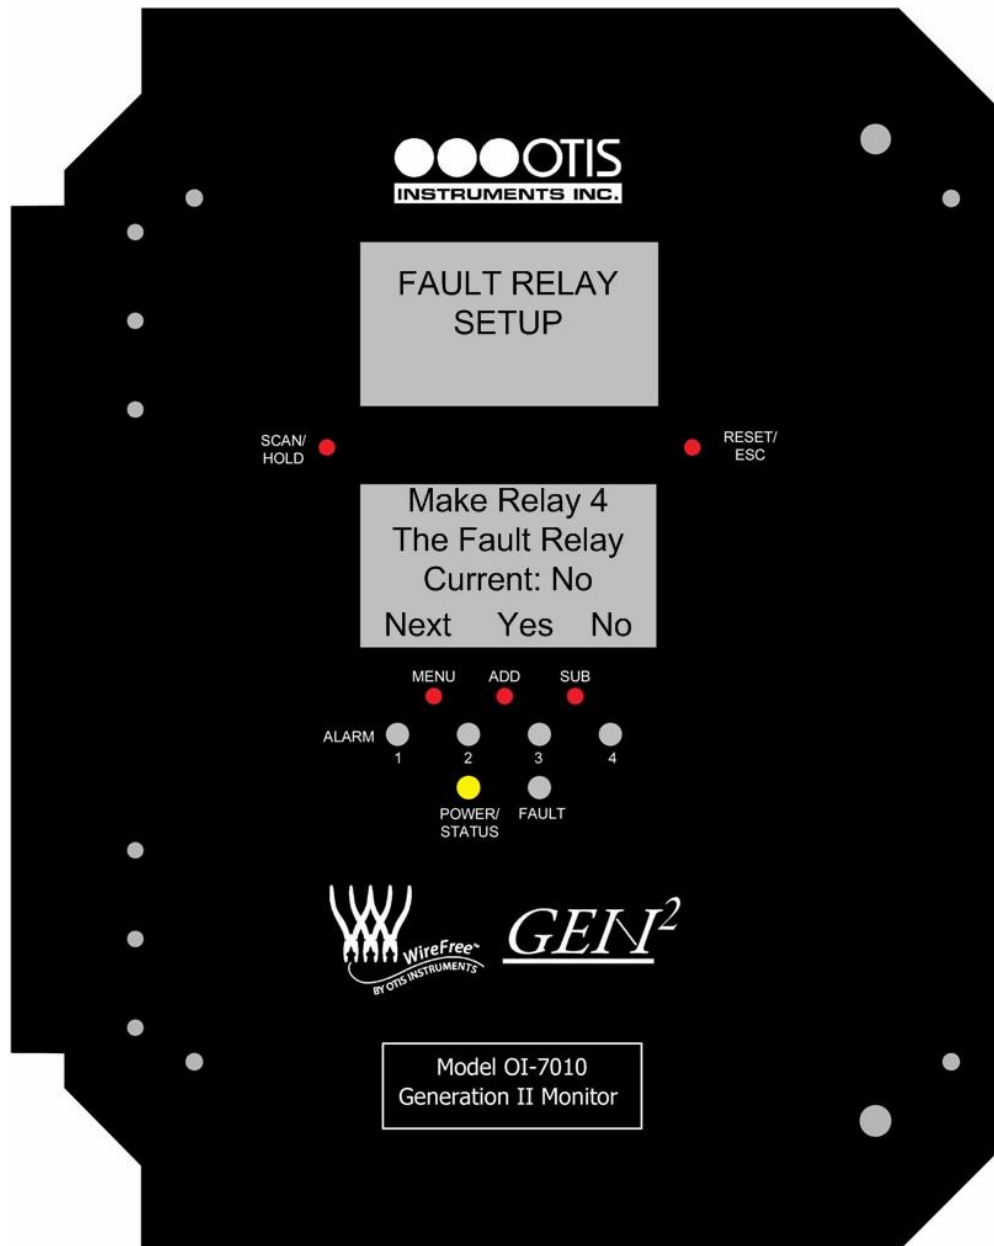 OTIS
INSTRUMENTS INC.
FAULT RELAY
SETUP
SCAN/
HOLD
RESET/
ESC
Make Relay 4
The Fault Relay
Current: No
Next Yes No
MENU ADD SUB
ALARM
1 2 3 4
POWER/
STATUS
FAULT
WireFree™
BY OTIS INSTRUMENTS
GEN²
Model OI-7010
Generation II Monitor